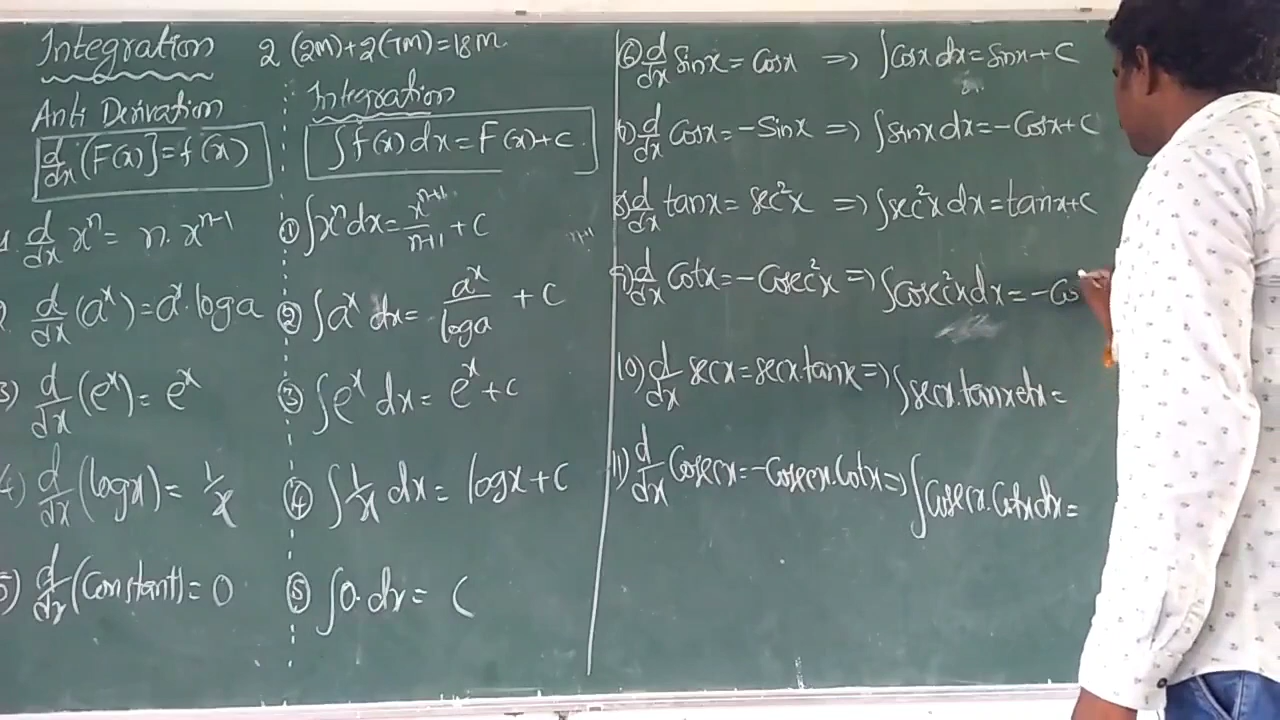 Integration 2 (2M)+2(7M)=18M.
Anti Derivation
d/dx [F(x)]=f(x)
1. d/dx xⁿ= n. xⁿ⁻¹
2. d/dx (aˣ)= aˣ.loga
3) d/dx (eˣ)= eˣ
4) d/dx (logx)= 1/x
5) d/dx (Constant)= 0
Integration
∫f(x) dx= F(x)+C.
① ∫xⁿdx= xⁿ⁺¹/n+1 +C
② ∫aˣ dx= aˣ/loga + C
③ ∫eˣ dx= eˣ+C
④ ∫1/x dx= logx+C
⑤ ∫0. dx= C
n+1
⑥ d/dx Sinx= Cosx ⇒ ∫Cosx dx= Sinx+C
7) d/dx Cosx= -Sinx ⇒ ∫sinx dx= -Cosx+C
8) d/dx tanx= sec²x ⇒ ∫sec²x dx= tanx+C
9) d/dx Cotx= -Cosec²x ⇒ ∫Cosec²x dx= -Co
10) d/dx secx= secx.tanx ⇒ ∫secx.tanx dx=
11) d/dx Cosecx= -Cosecx.Cotx ⇒ ∫Cosecx.Cotx dx=